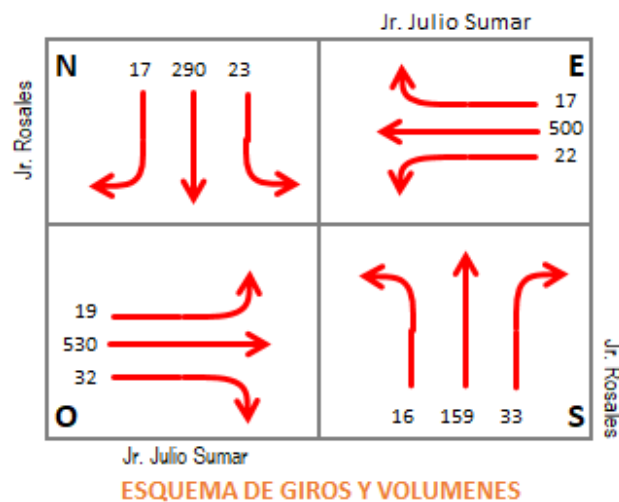 Jr. Julio Sumar
N 17 290 23
E
Jr. Rosales
17
500
22
19
530
32
O
16 159 33 S
Jr. Rosales
Jr. Julio Sumar
ESQUEMA DE GIROS Y VOLUMENES